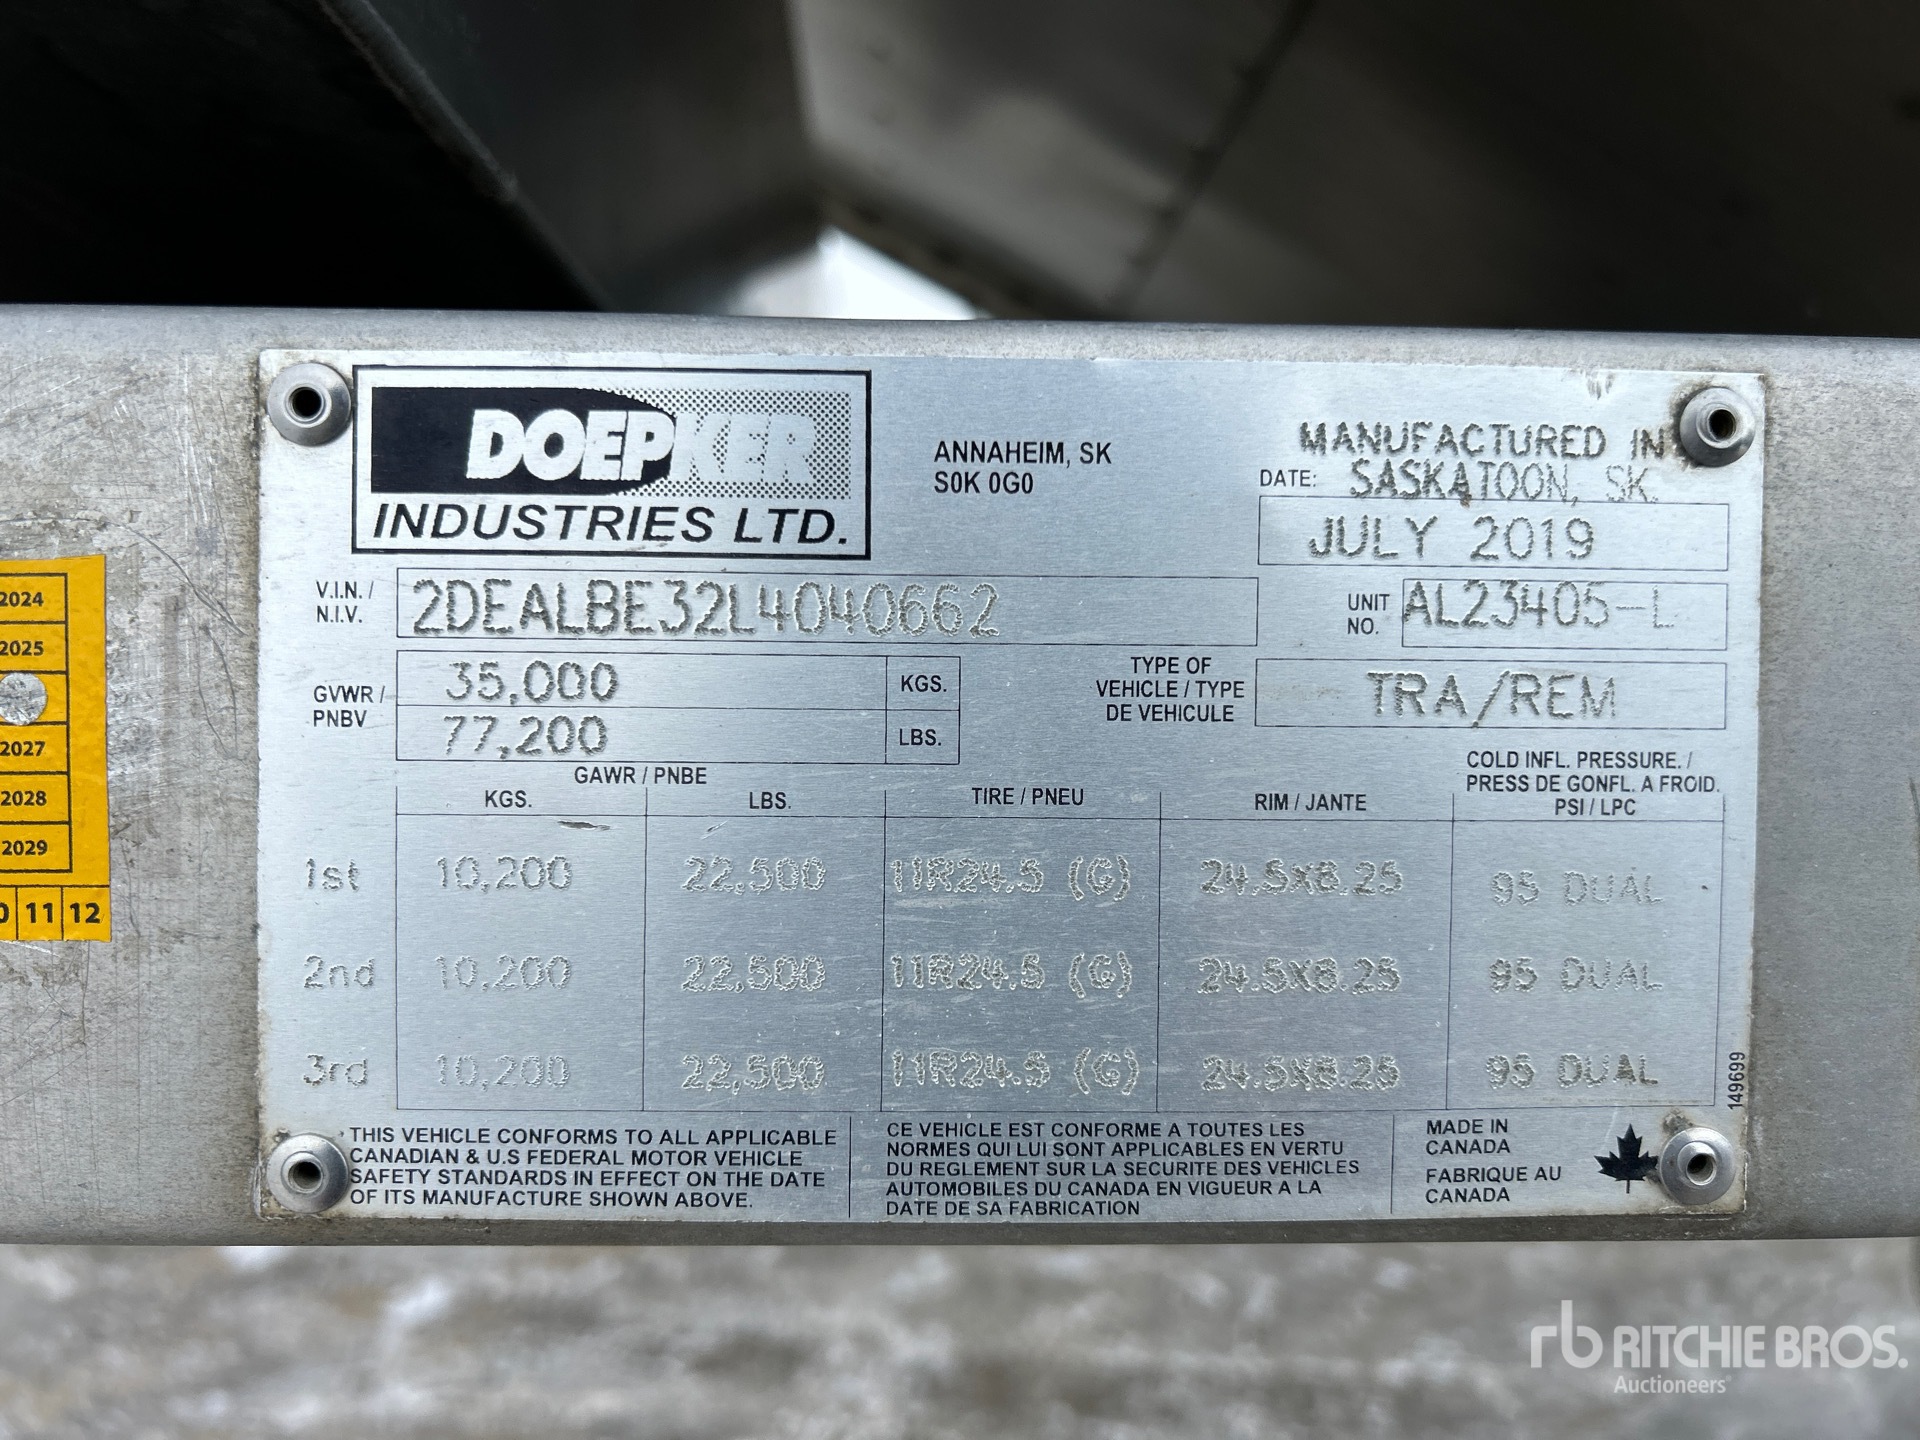 DOEPKER
INDUSTRIES LTD.
ANNAHEIM, SK
S0K 0G0
MANUFACTURED IN
DATE: SASKATOON, SK.
JULY 2019
V.I.N. / N.I.V. 2DEALBE32L4040662
UNIT NO. AL23405-L
GVWR / PNBV 35,000 KGS.
77,200 LBS.
TYPE OF VEHICLE / TYPE DE VEHICULE TRA/REM
GAWR / PNBE
COLD INFL. PRESSURE. /
PRESS DE GONFL. A FROID.
KGS. LBS. TIRE / PNEU RIM / JANTE PSI / LPC
1st 10,200 22,500 11R24.5 (G) 24.5X8.25 95 DUAL
2nd 10,200 22,500 11R24.5 (G) 24.5X8.25 95 DUAL
3rd 10,200 22,500 11R24.5 (G) 24.5X8.25 95 DUAL
149699
THIS VEHICLE CONFORMS TO ALL APPLICABLE
CANADIAN & U.S FEDERAL MOTOR VEHICLE
SAFETY STANDARDS IN EFFECT ON THE DATE
OF ITS MANUFACTURE SHOWN ABOVE.
CE VEHICLE EST CONFORME A TOUTES LES
NORMES QUI LUI SONT APPLICABLES EN VERTU
DU REGLEMENT SUR LA SECURITE DES VEHICLES
AUTOMOBILES DU CANADA EN VIGUEUR A LA
DATE DE SA FABRICATION
MADE IN
CANADA
FABRIQUE AU
CANADA
2024
2025
2027
2028
2029
0 11 12
rb RITCHIE BROS.
Auctioneers